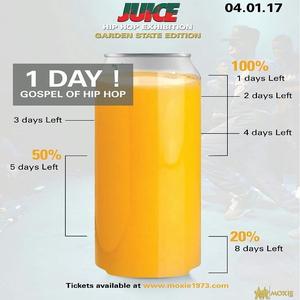 JUICE
HIP HOP EXHIBITION
GARDEN STATE EDITION
04.01.17
1 DAY !
GOSPEL OF HIP HOP
100%
1 days Left
2 days Left
3 days Left
4 days Left
50%
5 days Left
20%
8 days Left
Tickets available at www.moxie1973.com
MOXIE